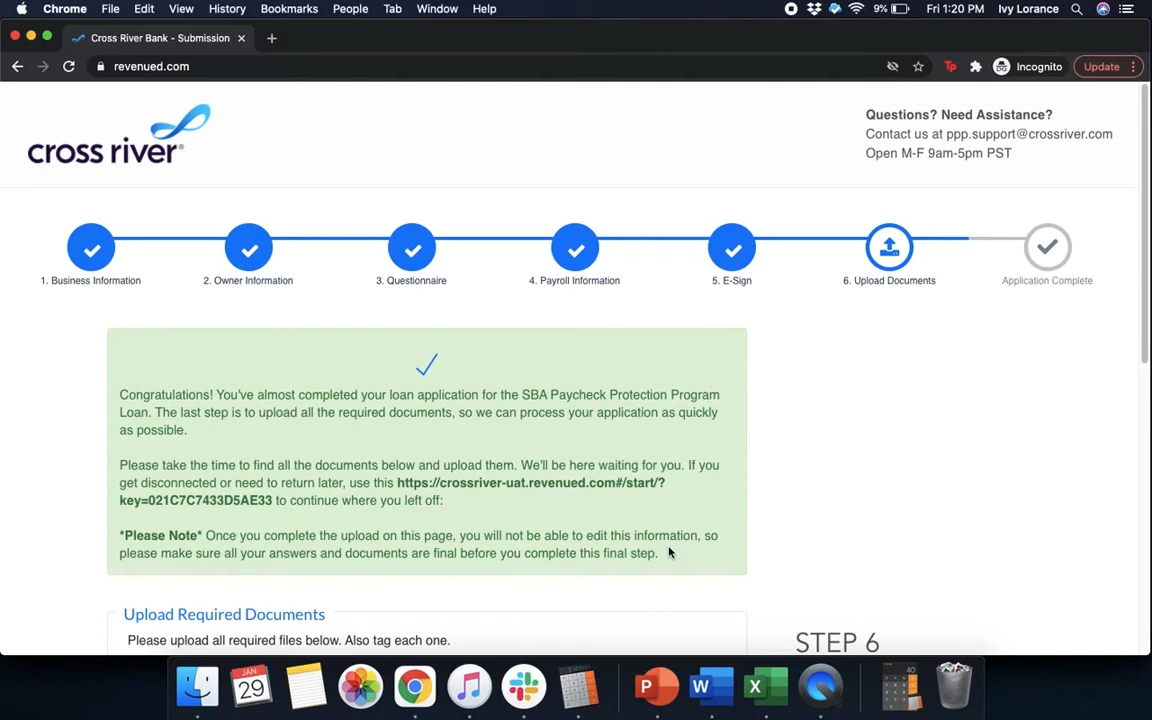 Chrome File Edit View History Bookmarks People Tab Window Help 9% Fri 1:20 PM Ivy Lorance
Cross River Bank - Submission
revenued.com Incognito Update
cross river®
Questions? Need Assistance?
Contact us at ppp.support@crossriver.com
Open M-F 9am-5pm PST
1. Business Information 2. Owner Information 3. Questionnaire 4. Payroll Information 5. E-Sign 6. Upload Documents Application Complete
Congratulations! You've almost completed your loan application for the SBA Paycheck Protection Program
Loan. The last step is to upload all the required documents, so we can process your application as quickly
as possible.
Please take the time to find all the documents below and upload them. We'll be here waiting for you. If you
get disconnected or need to return later, use this https://crossriver-uat.revenued.com#/start/?
key=021C7C7433D5AE33 to continue where you left off:
*Please Note* Once you complete the upload on this page, you will not be able to edit this information, so
please make sure all your answers and documents are final before you complete this final step.
Upload Required Documents
Please upload all required files below. Also tag each one.
STEP 6
JAN
29
P W X 40